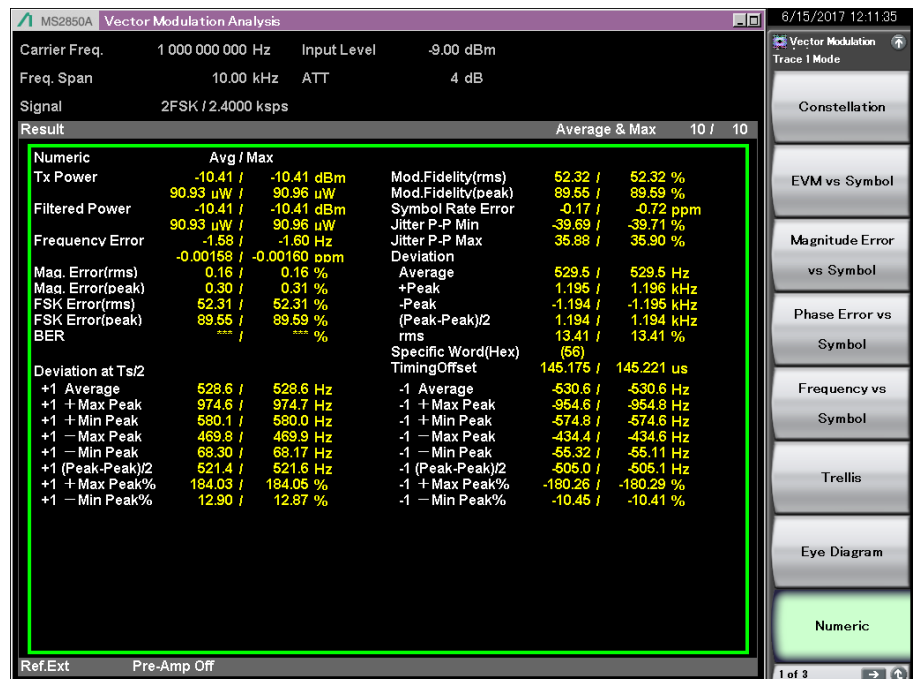 MS2850A Vector Modulation Analysis
6/15/2017 12:11:35
Carrier Freq. 1 000 000 000 Hz Input Level -9.00 dBm
Freq. Span 10.00 kHz ATT 4 dB
Signal 2FSK / 2.4000 ksps
Result Average & Max 10 / 10
Numeric Avg / Max
Tx Power -10.41 / -10.41 dBm
90.93 uW / 90.96 uW
Filtered Power -10.41 / -10.41 dBm
90.93 uW / 90.96 uW
Frequency Error -1.58 / -1.60 Hz
-0.00158 / -0.00160 ppm
Mag. Error(rms) 0.16 / 0.16 %
Mag. Error(peak) 0.30 / 0.31 %
FSK Error(rms) 52.31 / 52.31 %
FSK Error(peak) 89.55 / 89.59 %
BER *** / *** %
Mod.Fidelity(rms) 52.32 / 52.32 %
Mod.Fidelity(peak) 89.55 / 89.59 %
Symbol Rate Error -0.17 / -0.72 ppm
Jitter P-P Min -39.69 / -39.71 %
Jitter P-P Max 35.88 / 35.90 %
Deviation
Average 529.5 / 529.5 Hz
+Peak 1.195 / 1.196 kHz
-Peak -1.194 / -1.195 kHz
(Peak-Peak)/2 1.194 / 1.194 kHz
rms 13.41 / 13.41 %
Specific Word(Hex) (56)
TimingOffset 145.175 / 145.221 us
Deviation at Ts/2
+1 Average 528.6 / 528.6 Hz
+1 +Max Peak 974.6 / 974.7 Hz
+1 +Min Peak 580.1 / 580.0 Hz
+1 －Max Peak 469.8 / 469.9 Hz
+1 －Min Peak 68.30 / 68.17 Hz
+1 (Peak-Peak)/2 521.4 / 521.6 Hz
+1 +Max Peak% 184.03 / 184.05 %
+1 －Min Peak% 12.90 / 12.87 %
-1 Average -530.6 / -530.6 Hz
-1 +Max Peak -954.6 / -954.8 Hz
-1 +Min Peak -574.8 / -574.6 Hz
-1 －Max Peak -434.4 / -434.6 Hz
-1 －Min Peak -55.32 / -55.11 Hz
-1 (Peak-Peak)/2 -505.0 / -505.1 Hz
-1 +Max Peak% -180.26 / -180.29 %
-1 －Min Peak% -10.45 / -10.41 %
Ref.Ext Pre-Amp Off
Vector Modulation
Trace 1 Mode
Constellation
EVM vs Symbol
Magnitude Error
vs Symbol
Phase Error vs
Symbol
Frequency vs
Symbol
Trellis
Eye Diagram
Numeric
1 of 3